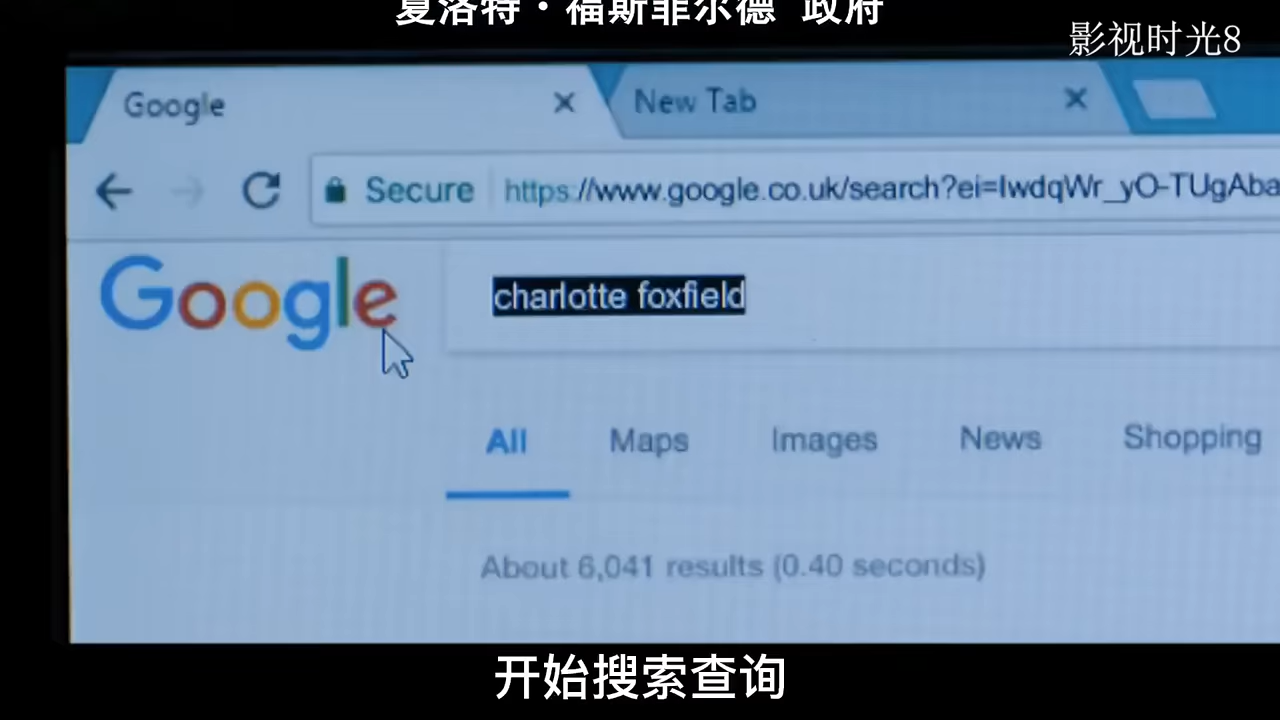 夏洛特·福斯菲尔德 政府
影视时光8
Google
New Tab
Secure
https://www.google.co.uk/search?ei=IwdqWr_yO-TUgAba
Google
charlotte foxfield
All
Maps
Images
News
Shopping
About 6,041 results (0.40 seconds)
开始搜索查询